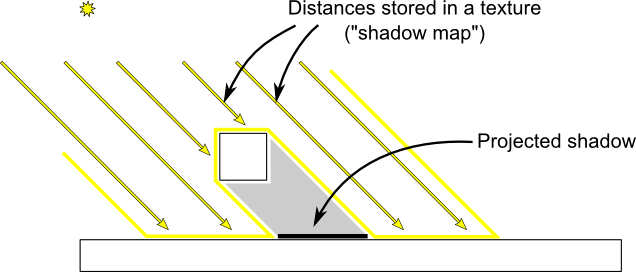 Distances stored in a texture
("shadow map")
Projected shadow